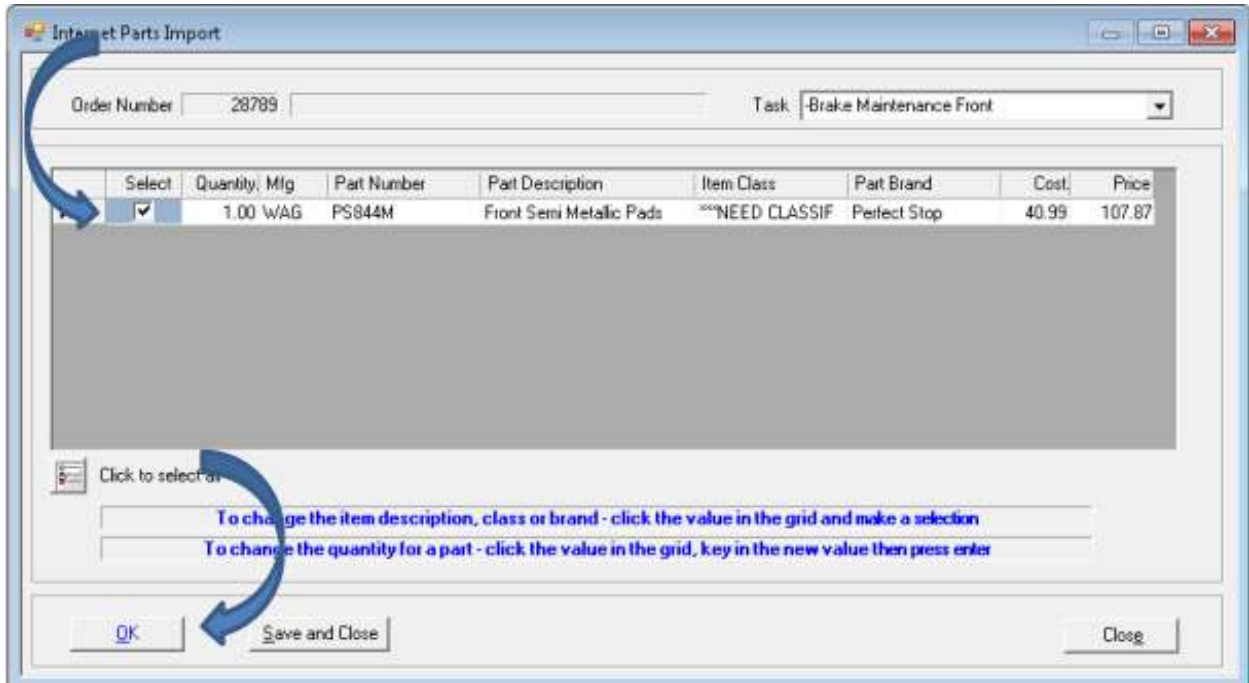 Internet Parts Import
Order Number 28789 Task -Brake Maintenance Front
Select Quantity Mfg Part Number Part Description Item Class Part Brand Cost Price
1.00 WAG PS844M Front Semi Metallic Pads ***NEED CLASSIF Perfect Stop 40.99 107.87
Click to select all
To change the item description, class or brand - click the value in the grid and make a selection
To change the quantity for a part - click the value in the grid, key in the new value then press enter
OK Save and Close Close